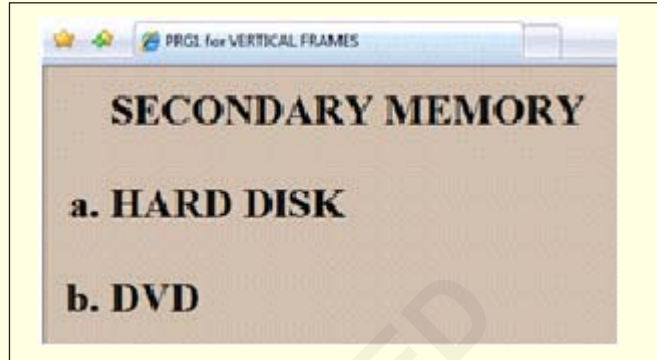 PRG1 for VERTICAL FRAMES
SECONDARY MEMORY
a. HARD DISK
b. DVD